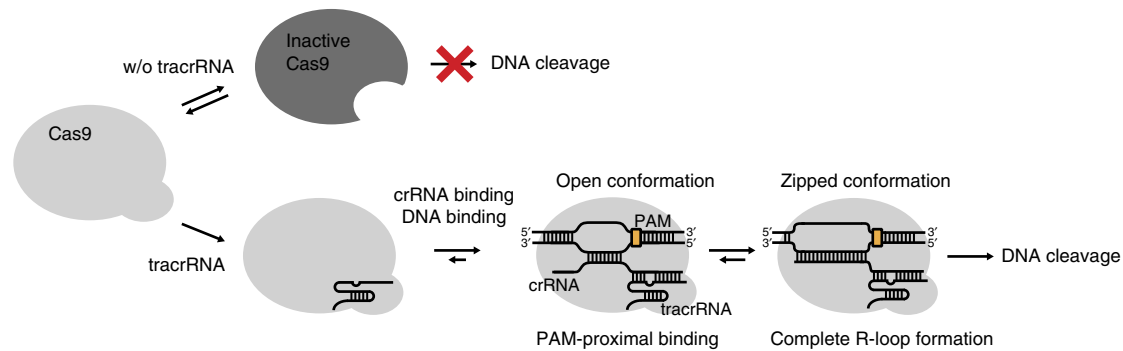 Inactive
Cas9
w/o tracrRNA
DNA cleavage
Cas9
tracrRNA
crRNA binding
DNA binding
Open conformation
PAM
5′
3′
3′
5′
crRNA
tracrRNA
PAM-proximal binding
Zipped conformation
5′
3′
3′
5′
Complete R-loop formation
DNA cleavage